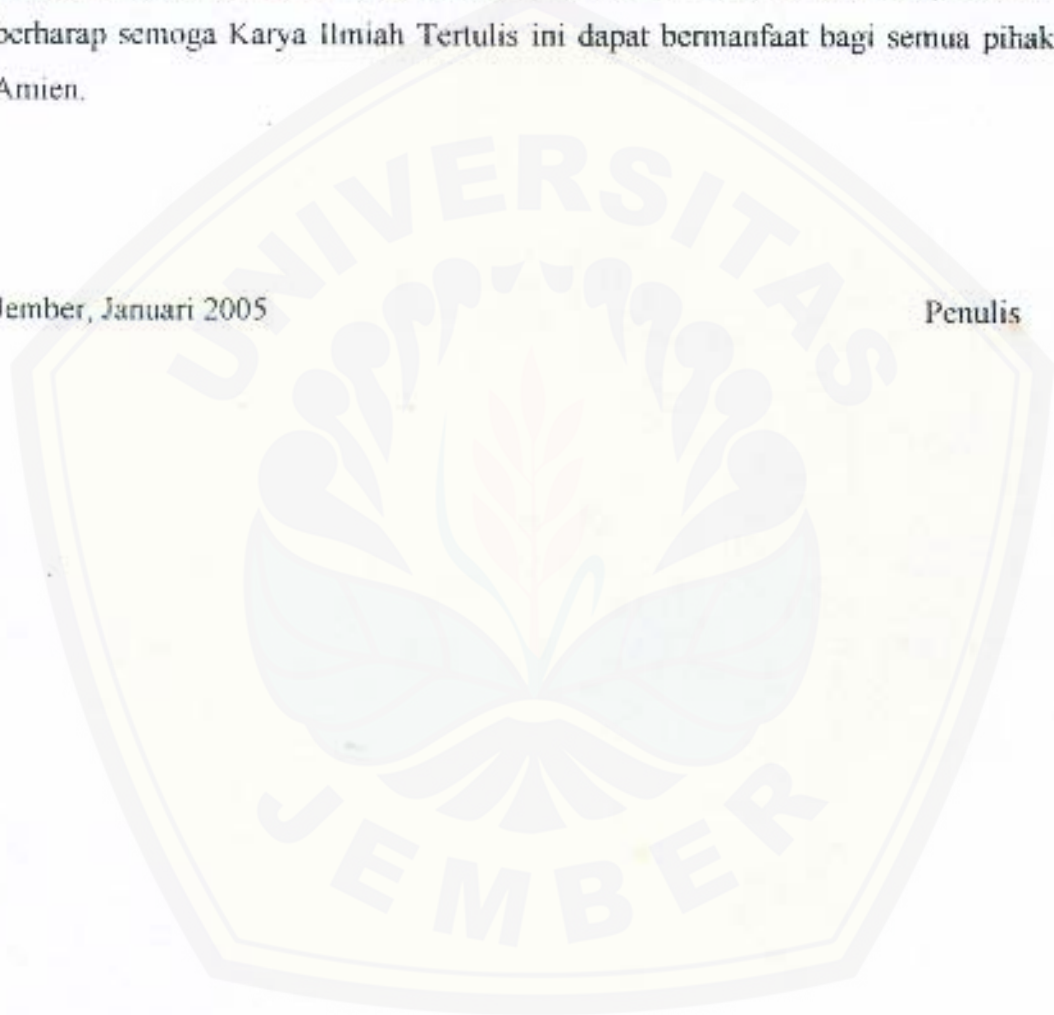 berharap semoga Karya Ilmiah Tertulis ini dapat bermanfaat bagi semua pihak
Amien.
UNIVERSITAS
Jember, Januari 2005 Penulis
JEMBER